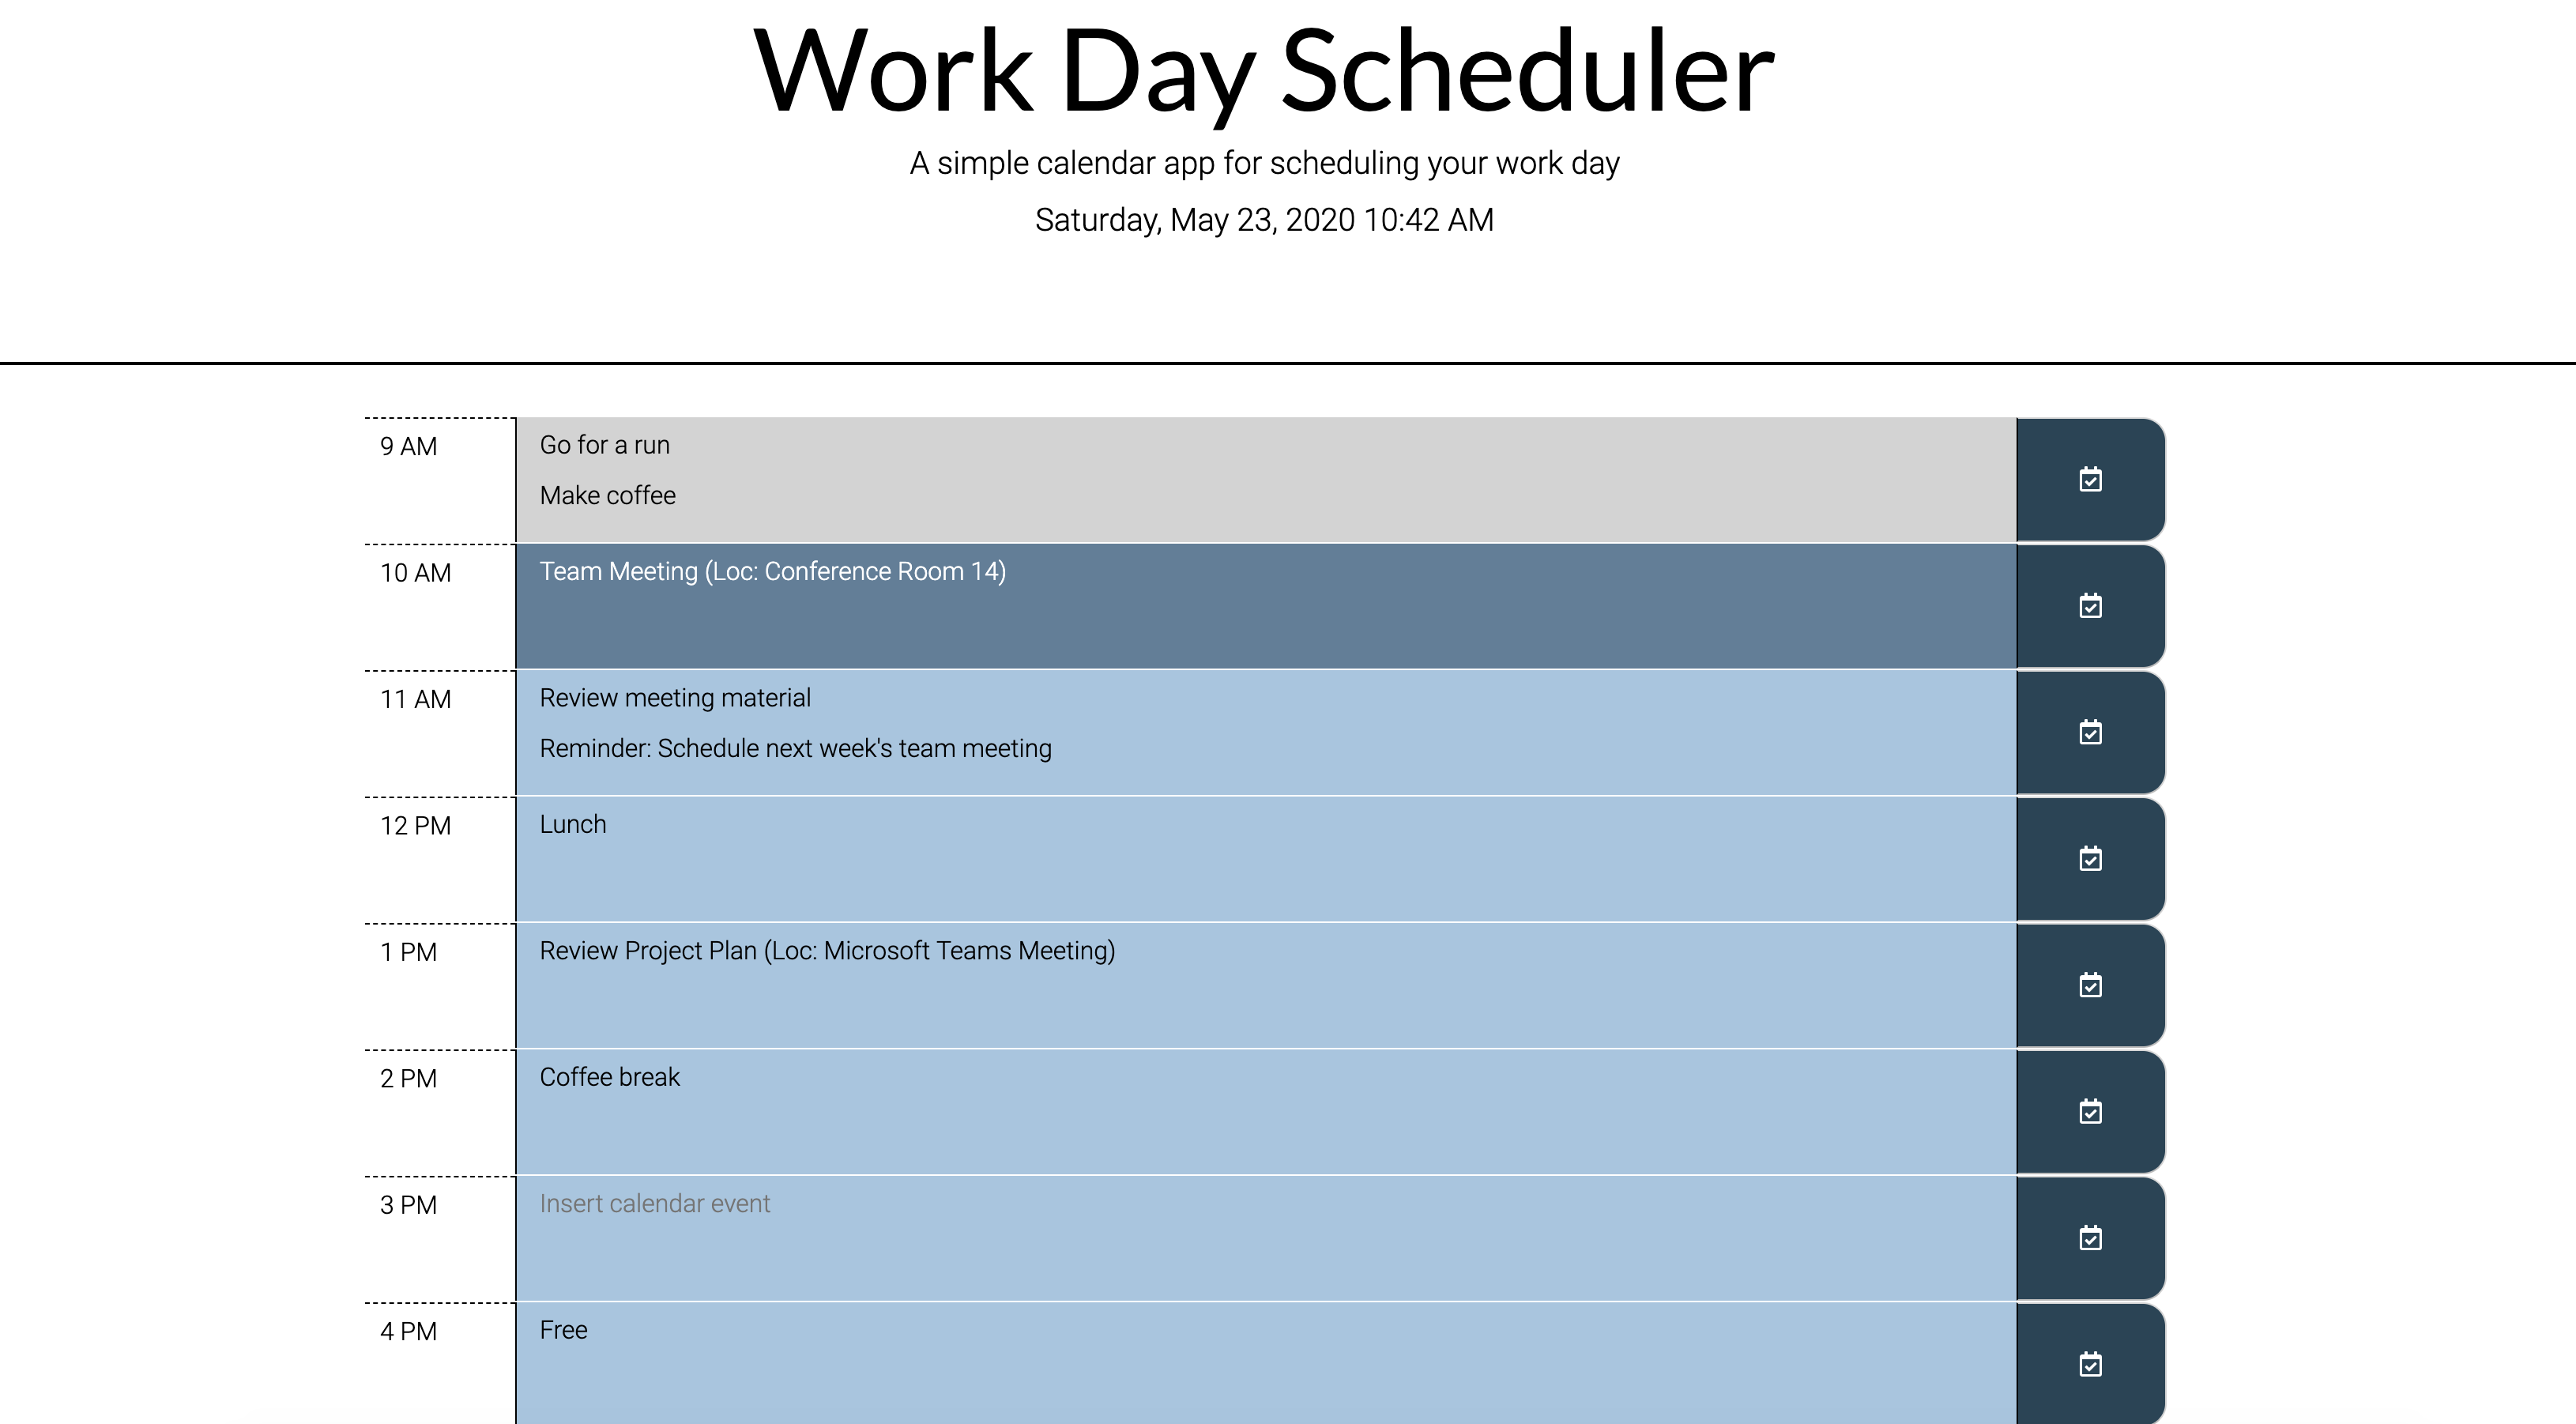 Work Day Scheduler
A simple calendar app for scheduling your work day
Saturday, May 23, 2020 10:42 AM
9 AM
Go for a run
Make coffee
10 AM
Team Meeting (Loc: Conference Room 14)
11 AM
Review meeting material
Reminder: Schedule next week's team meeting
12 PM
Lunch
1 PM
Review Project Plan (Loc: Microsoft Teams Meeting)
2 PM
Coffee break
3 PM
Insert calendar event
4 PM
Free